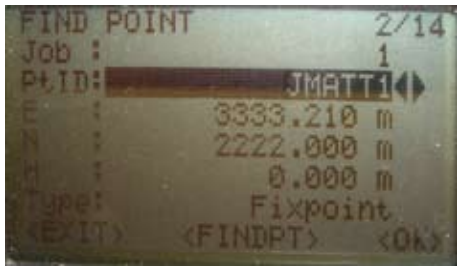 FIND POINT 2/14
Job : 1
PtID: JMATT1
E : 3333.210 m
N : 2222.000 m
H : 0.000 m
Type: Fixpoint
<EXIT> <FINDPT> <Ok>